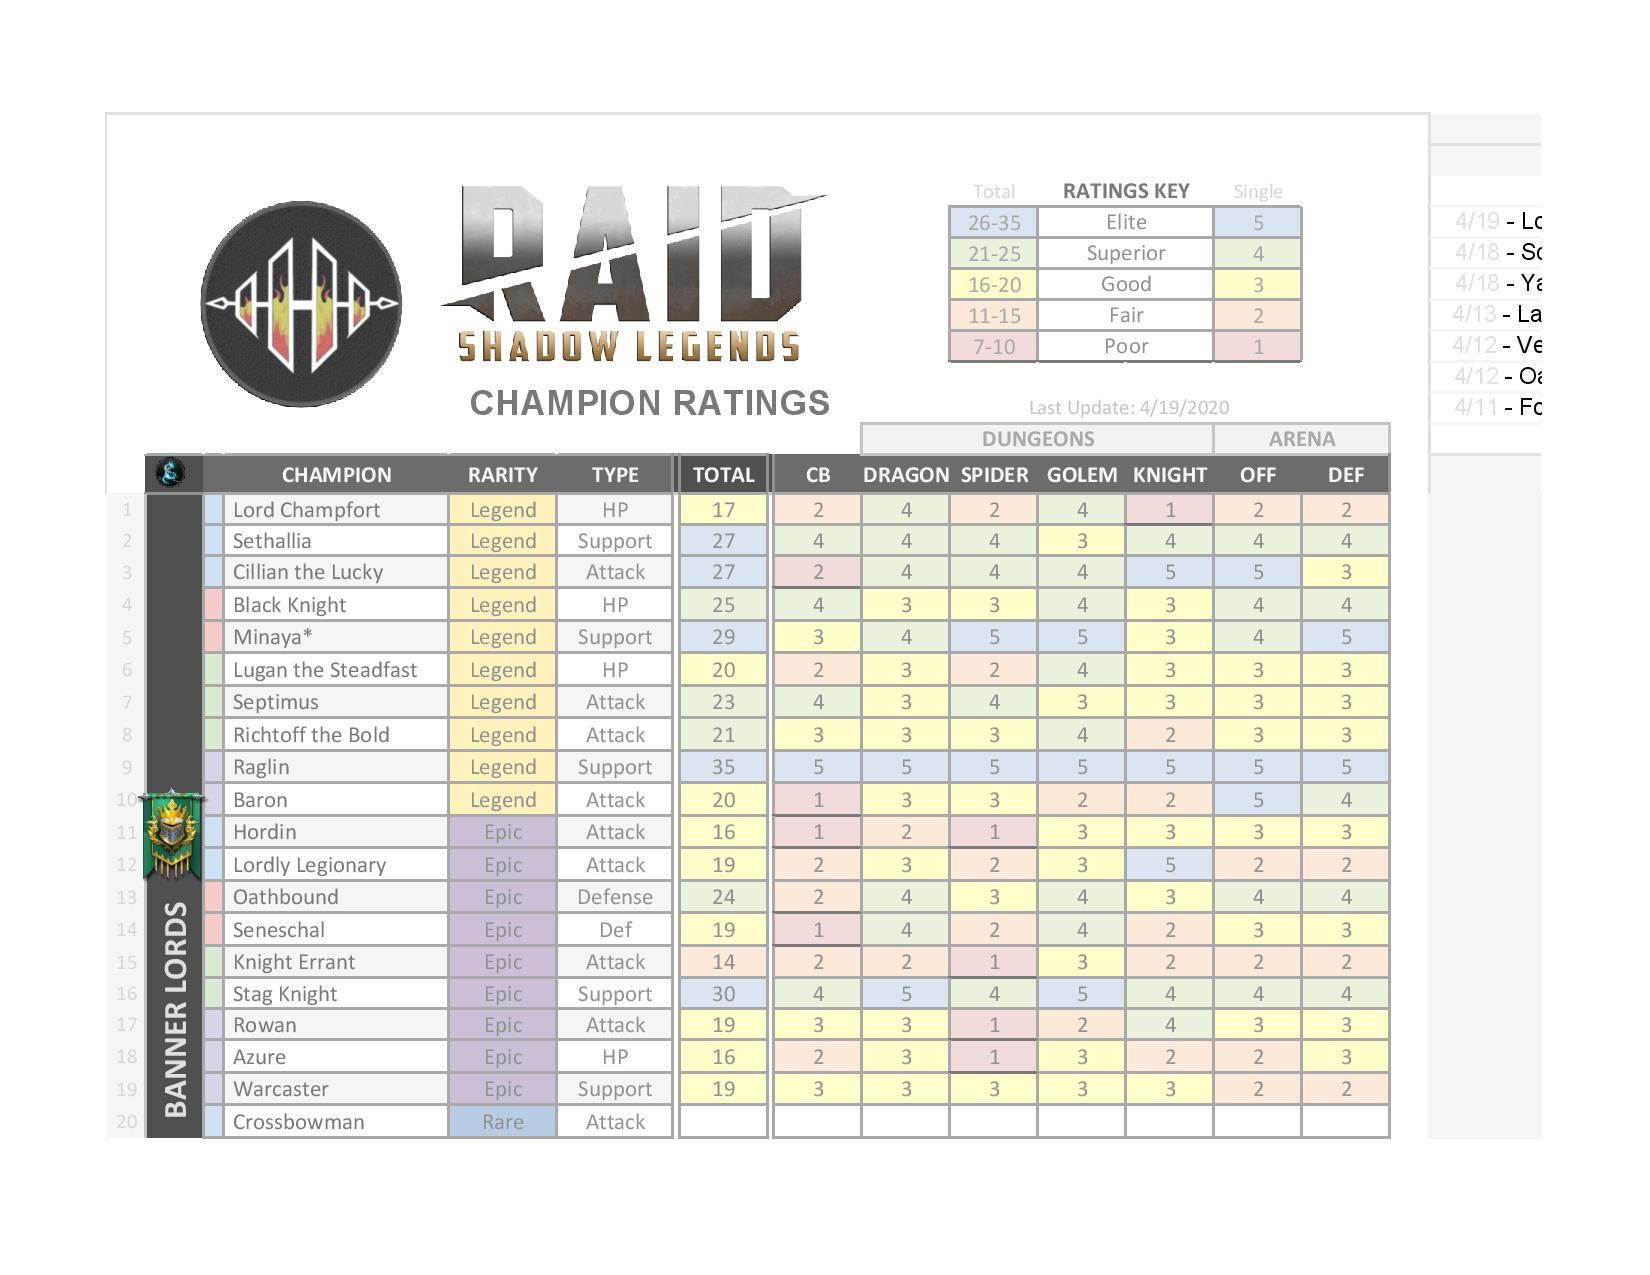 RAID
SHADOW LEGENDS
CHAMPION RATINGS
Total RATINGS KEY Single
26-35 Elite 5
21-25 Superior 4
16-20 Good 3
11-15 Fair 2
7-10 Poor 1
Last Update: 4/19/2020
4/19 - Lo
4/18 - So
4/18 - Ya
4/13 - La
4/12 - Ve
4/12 - Oa
4/11 - Fo
DUNGEONS ARENA
CHAMPION RARITY TYPE TOTAL CB DRAGON SPIDER GOLEM KNIGHT OFF DEF
BANNER LORDS
1 Lord Champfort Legend HP 17 2 4 2 4 1 2 2
2 Sethallia Legend Support 27 4 4 4 3 4 4 4
3 Cillian the Lucky Legend Attack 27 2 4 4 4 5 5 3
4 Black Knight Legend HP 25 4 3 3 4 3 4 4
5 Minaya* Legend Support 29 3 4 5 5 3 4 5
6 Lugan the Steadfast Legend HP 20 2 3 2 4 3 3 3
7 Septimus Legend Attack 23 4 3 4 3 3 3 3
8 Richtoff the Bold Legend Attack 21 3 3 3 4 2 3 3
9 Raglin Legend Support 35 5 5 5 5 5 5 5
10 Baron Legend Attack 20 1 3 3 2 2 5 4
11 Hordin Epic Attack 16 1 2 1 3 3 3 3
12 Lordly Legionary Epic Attack 19 2 3 2 3 5 2 2
13 Oathbound Epic Defense 24 2 4 3 4 3 4 4
14 Seneschal Epic Def 19 1 4 2 4 2 3 3
15 Knight Errant Epic Attack 14 2 2 1 3 2 2 2
16 Stag Knight Epic Support 30 4 5 4 5 4 4 4
17 Rowan Epic Attack 19 3 3 1 2 4 3 3
18 Azure Epic HP 16 2 3 1 3 2 2 3
19 Warcaster Epic Support 19 3 3 3 3 3 2 2
20 Crossbowman Rare Attack